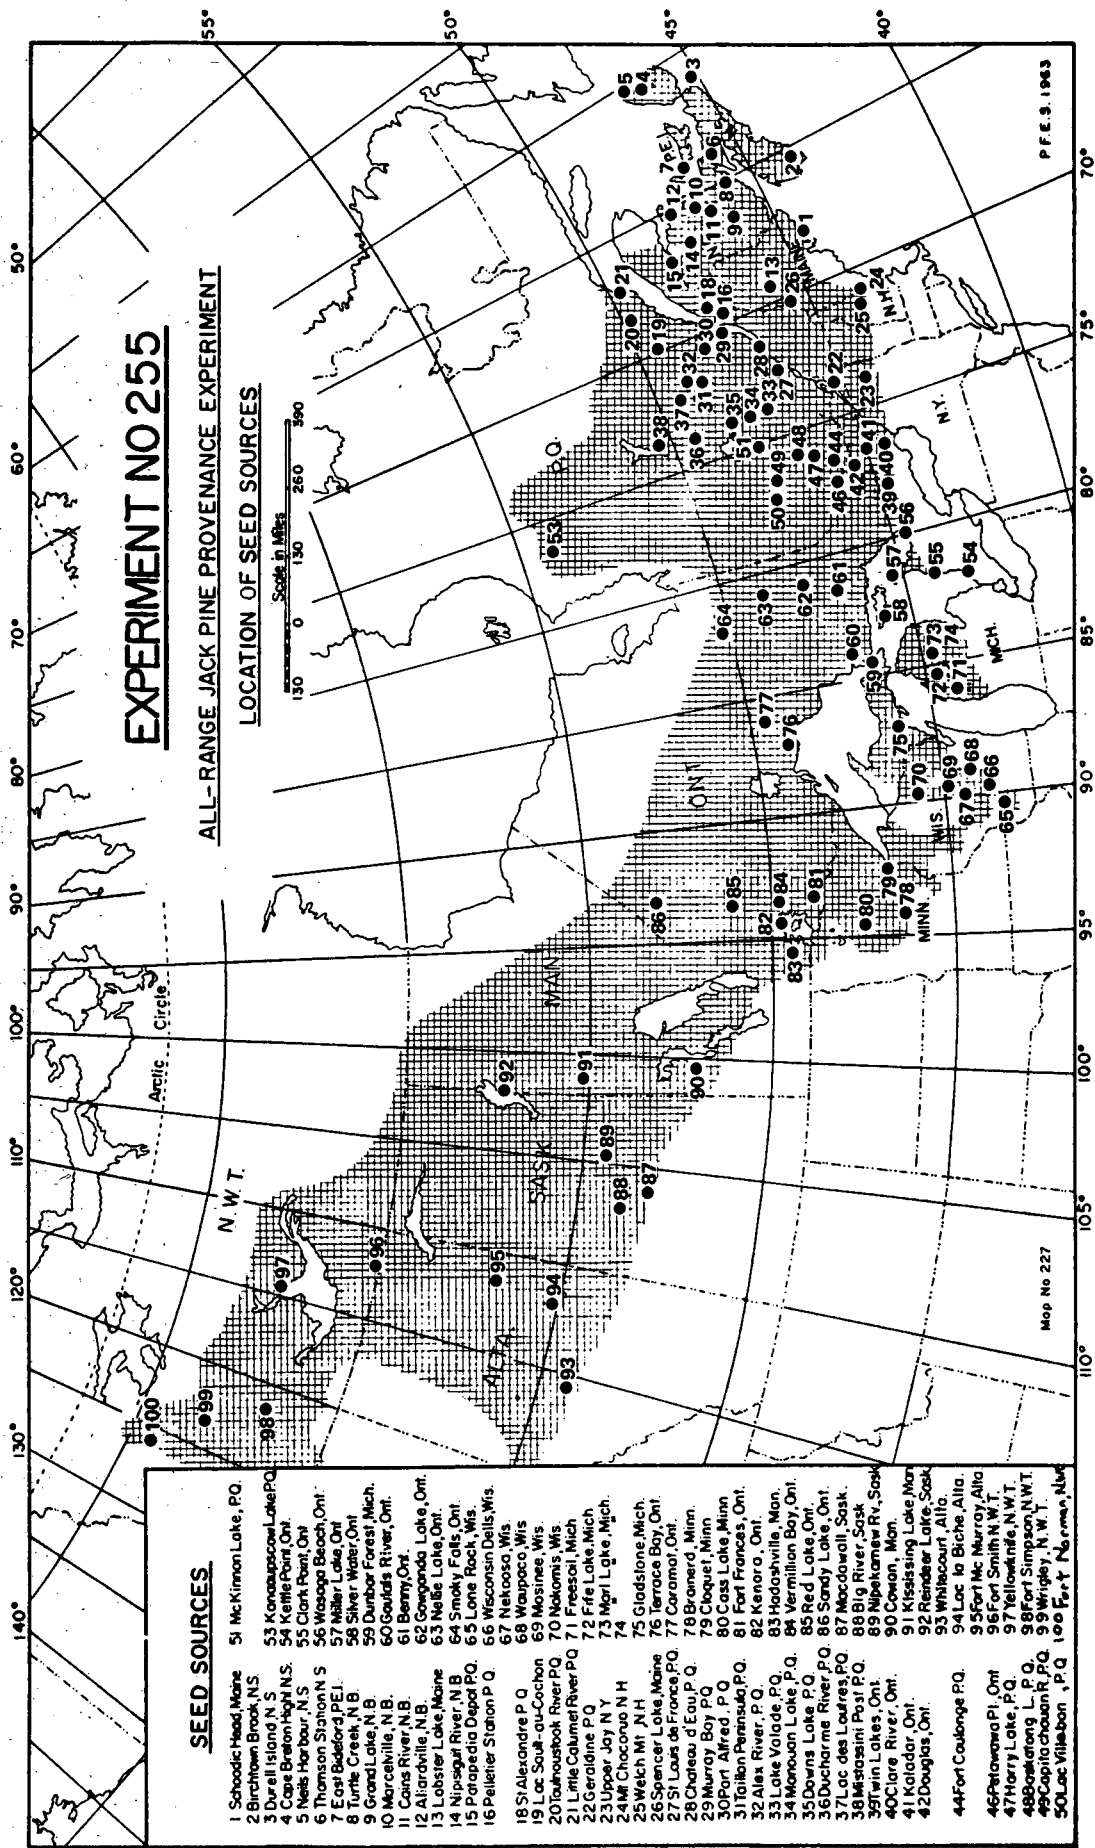 EXPERIMENT NO 255
ALL-RANGE JACK PINE PROVENANCE EXPERIMENT
LOCATION OF SEED SOURCES
Scale in Miles
130 0 130 260 390
140° 130° 120° 110° 100° 90° 80° 70° 60° 50°
55°
50°
45°
40°
110° 105° 100° 95° 90° 85° 80° 75° 70°
Arctic Circle
N.W.T.
ALTA
SASK
MAN
ONT
P.Q.
N.B.
P.E.I.
MAINE
N.H.
N.Y.
MICH.
WIS.
MINN.
Map No 227
P.F.E.S. 1963
SEED SOURCES
1 Schoodic Head, Maine
2 Birchtown Brook, N.S.
3 Durell Island, N.S.
4 Cape Breton Highl N.S.
5 Neils Harbour, N.S
6 Thomson Station N S
7 East Bideford, P.E.I.
8 Turtle Creek, N B
9 Grand Lake, N.B.
10 Marcelville, N.B.
11 Cains River, N.B.
12 Allardville, N.B.
13 Lobster Lake, Maine
14 Nipisiguit River, N.B
15 Patapedia Depot P.Q.
16 Pelletier Station P Q.
18 St Alexandre P Q
19 Lac Sault-au-Cochon
20 Toulnoustouk River P.Q.
21 Little Calumet River P.Q
22 Geraldine P.Q
23 Upper Jay N Y
24 Mt Chocorua N H
25 Welch Mt, N H
26 Spencer Lake, Maine
27 St Louis de France, P.Q.
28 Chateau d'Eau, P.Q.
29 Murray Bay P.Q
30 Port Alfred, P Q
31 Taillon Peninsula, P.Q.
32 Alex River, P. Q.
33 Lake Valade, P.Q.
34 Manouan Lake, P.Q.
35 Downs Lake, P.Q.
36 Ducharme River, P.Q
37 Lac des Loutres, P.Q.
38 Mistassini Post P.Q
39 Twin Lakes, Ont.
40 Clare River, Ont.
41 Kaladar, Ont.
42 Douglas, Ont.
44 Fort Coulonge P.Q.
46 Petawawa Pl, Ont
47 Harry Lake, P.Q.
48 Baskatong L. P.Q.
49 Capitachouan R, P.Q.
50 Lac Villebon, P.Q
51 McKinnon Lake, P.Q.
53 Kanaaupscow Lake P.Q.
54 Kettle Point, Ont.
55 Clark Point, Ont
56 Wasaga Beach, Ont
57 Miller Lake, Ont
58 Silver Water, Ont
59 Dunbar Forest, Mich.
60 Goulais River, Ont
61 Benny, Ont.
62 Gowganda Lake, Ont.
63 Nellie Lake, Ont.
64 Smoky Falls, Ont
65 Lone Rock, Wis.
66 Wisconsin Dells, Wis.
67 Nekoosa Wis
68 Waupaca, Wis
69 Mosinee, Wis
70 Nokomis, Wis
71 Freesoil, Mich
72 Fife Lake, Mich
73 Marl Lake, Mich.
74 " "
75 Gladstone, Mich.
76 Terrace Bay, Ont.
77 Caramat, Ont
78 Brainerd, Minn
79 Cloquet, Minn
80 Cass Lake, Minn
81 Fort Frances, Ont.
82 Kenora, Ont.
83 Hadashville, Man.
84 Vermillion Bay, Ont
85 Red Lake, Ont.
86 Sandy Lake, Ont.
87 Macdowall, Sask.
88 Big River, Sask
89 Nipekamew R., Sask
90 Cowan, Man.
91 Kississing Lake, Man
92 Reinder Lake, Sask
93 Whitecourt, Alta.
94 Lac la Biche, Alta.
95 Fort Mc Murray, Alta
96 Fort Smith N.W.T.
97 Yellowknife, N.W.T.
98 Fort Simpson, N.W.T.
99 Wrigley, N.W.T.
100 Fort Norman, N.W.T